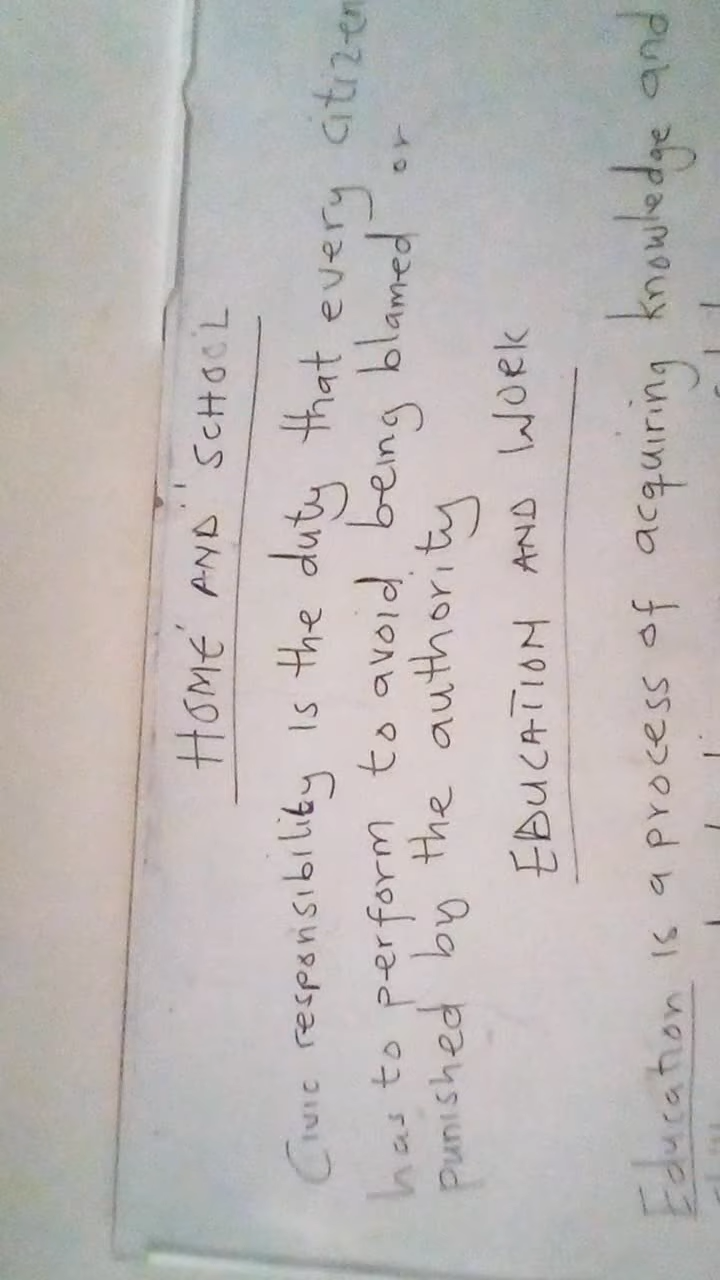 HOME AND SCHOOL
Civic responsibility is the duty that every citizen
has to perform to avoid being blamed or
punished by the authority
EDUCATION AND WORK
Education is a process of acquiring knowledge and